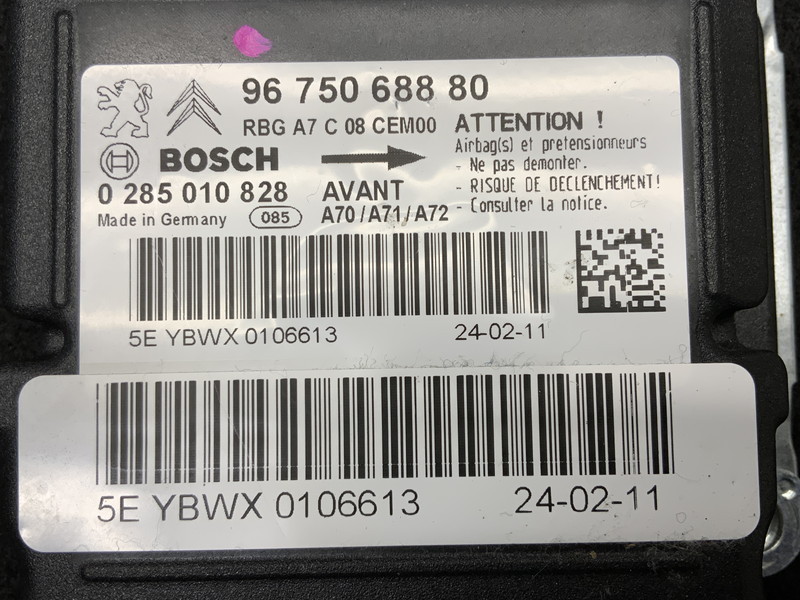 96 750 688 80
RBG A7 C 08 CEM00
BOSCH
0 285 010 828
Made in Germany 085
AVANT
A70/A71/A72
ATTENTION !
Airbag(s) et pretensionneurs
- Ne pas demonter.
- RISQUE DE DECLENCHEMENT!
- Consulter la notice.
5E YBWX 0106613 24-02-11
5E YBWX 0106613 24-02-11